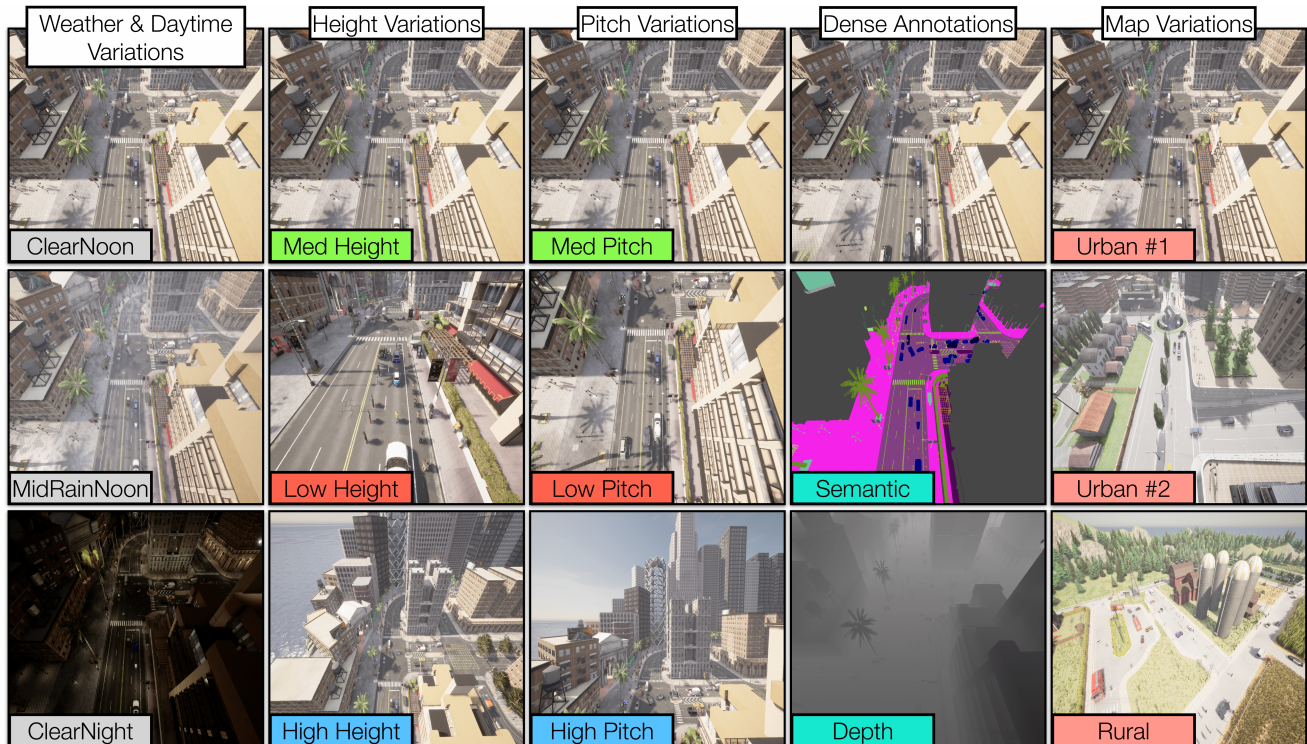 Weather & Daytime
Variations
Height Variations
Pitch Variations
Dense Annotations
Map Variations
ClearNoon
Med Height
Med Pitch
Urban #1
MidRainNoon
Low Height
Low Pitch
Semantic
Urban #2
ClearNight
High Height
High Pitch
Depth
Rural